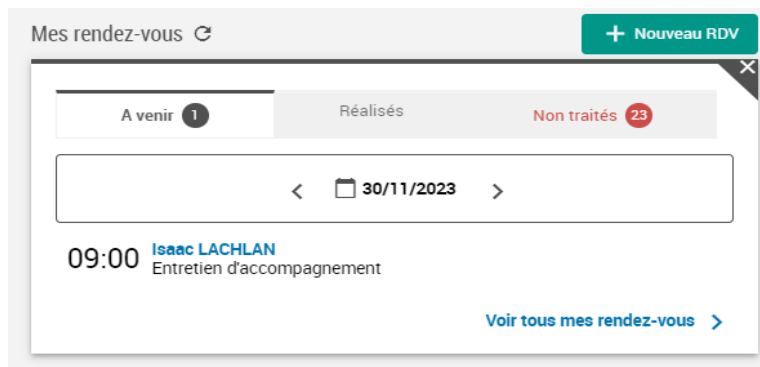 Mes rendez-vous
+ Nouveau RDV
A venir 1
Réalisés
Non traités 23
30/11/2023
09:00 Isaac LACHLAN
Entretien d'accompagnement
Voir tous mes rendez-vous